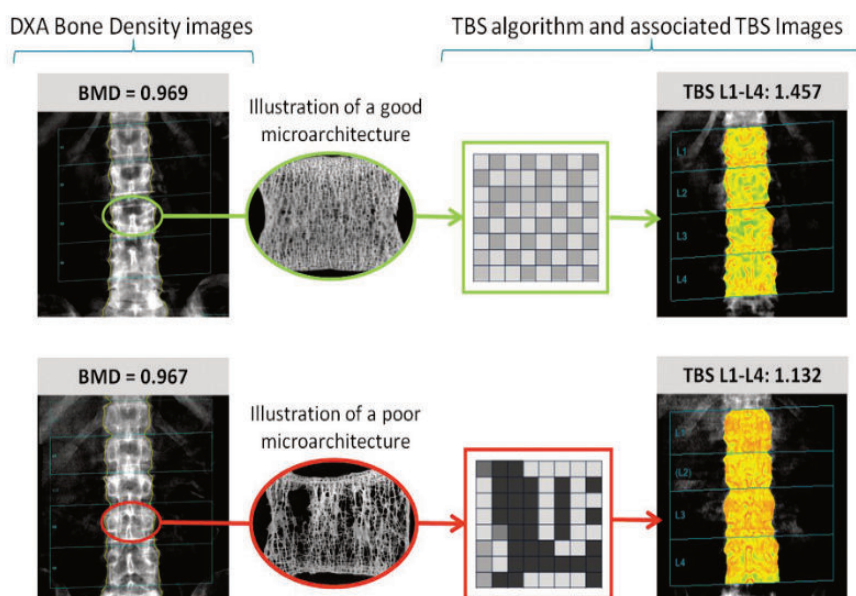 DXA Bone Density images
TBS algorithm and associated TBS Images
BMD = 0.969
Illustration of a good
microarchitecture
TBS L1-L4: 1.457
L1
L2
L3
L4
BMD = 0.967
Illustration of a poor
microarchitecture
TBS L1-L4: 1.132
(L2)
L3
L4